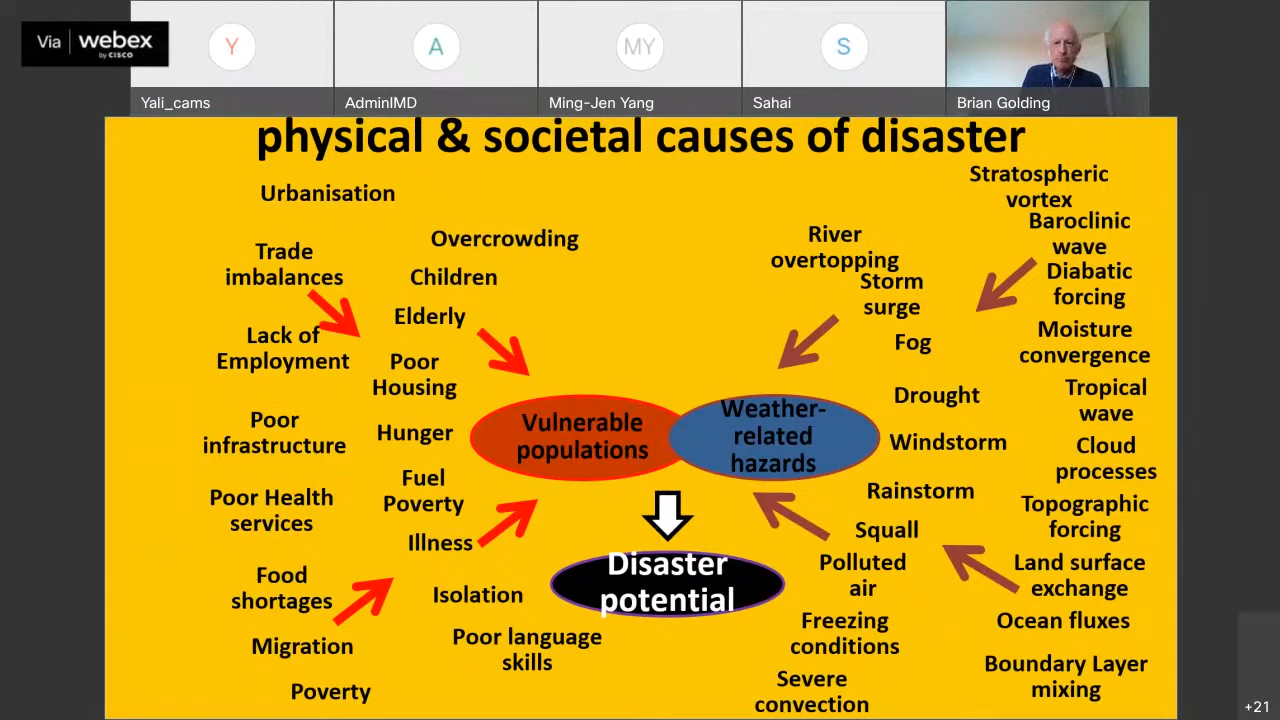 Via webex
by CISCO
Y
A
MY
S
Yali_cams
AdminIMD
Ming-Jen Yang
Sahai
Brian Golding
physical & societal causes of disaster
Urbanisation
Overcrowding
Trade
imbalances
Children
Elderly
Lack of
Employment
Poor
Housing
Poor
infrastructure
Hunger
Fuel
Poverty
Poor Health
services
Illness
Food
shortages
Isolation
Migration
Poor language
skills
Poverty
Vulnerable
populations
Weather-
related
hazards
Disaster
potential
River
overtopping
Storm
surge
Fog
Drought
Windstorm
Rainstorm
Squall
Polluted
air
Freezing
conditions
Severe
convection
Stratospheric
vortex
Baroclinic
wave
Diabatic
forcing
Moisture
convergence
Tropical
wave
Cloud
processes
Topographic
forcing
Land surface
exchange
Ocean fluxes
Boundary Layer
mixing
+21